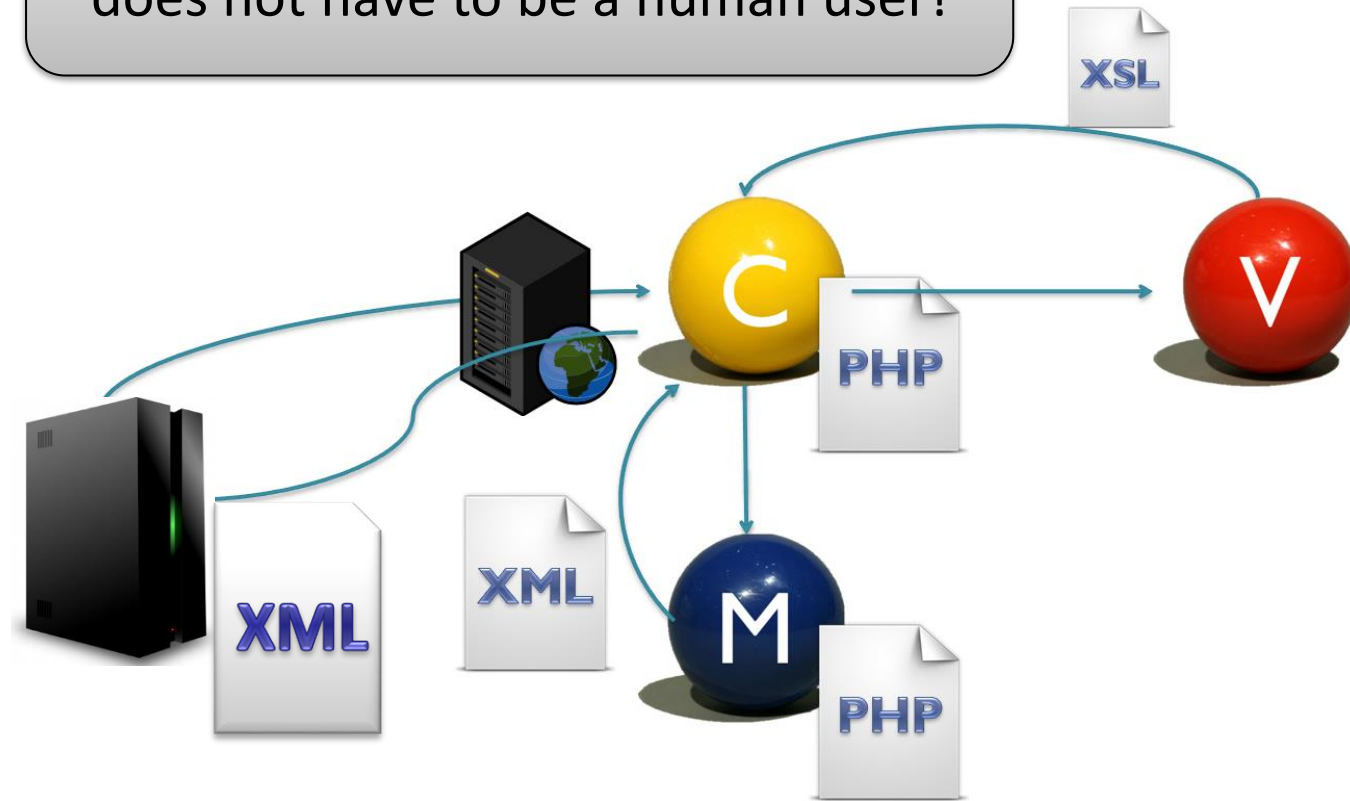 does not have to be a human user!
XSL
C
V
PHP
XML
XML
M
PHP